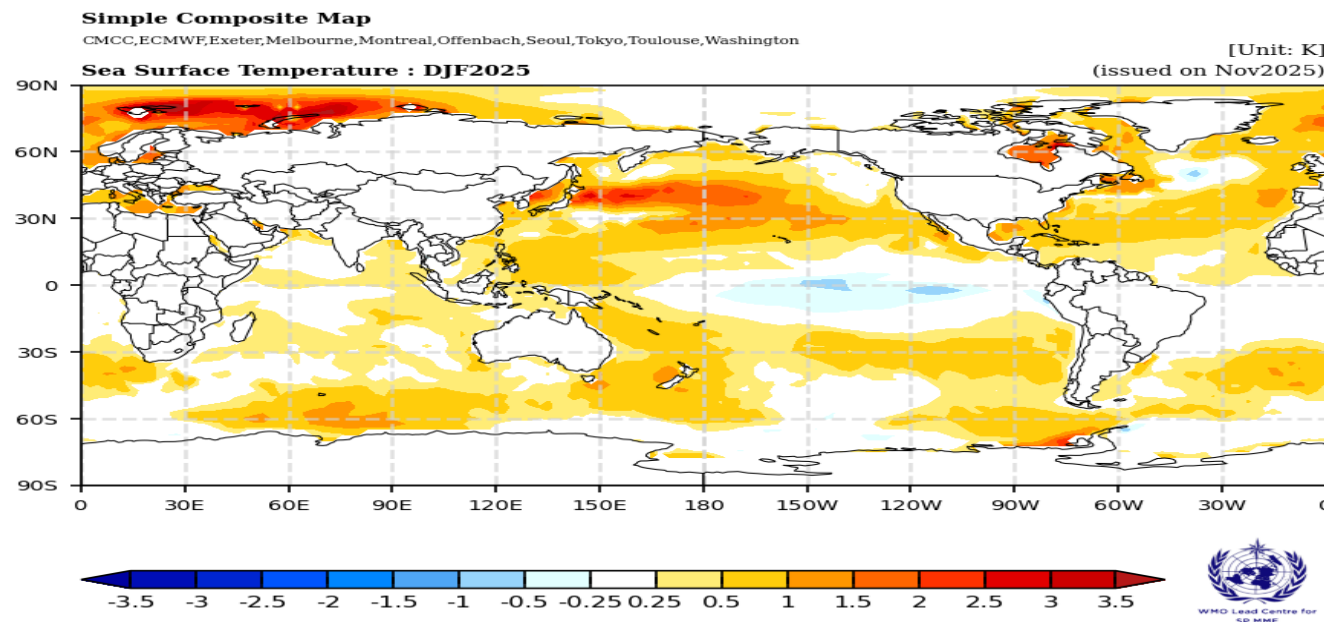 Simple Composite Map
CMCC,ECMWF,Exeter,Melbourne,Montreal,Offenbach,Seoul,Tokyo,Toulouse,Washington
[Unit: K]
Sea Surface Temperature : DJF2025
(issued on Nov2025)
90N
60N
30N
0
30S
60S
90S
0 30E 60E 90E 120E 150E 180 150W 120W 90W 60W 30W 0
-3.5 -3 -2.5 -2 -1.5 -1 -0.5 -0.25 0.25 0.5 1 1.5 2 2.5 3 3.5
WMO Lead Centre for
SP MME